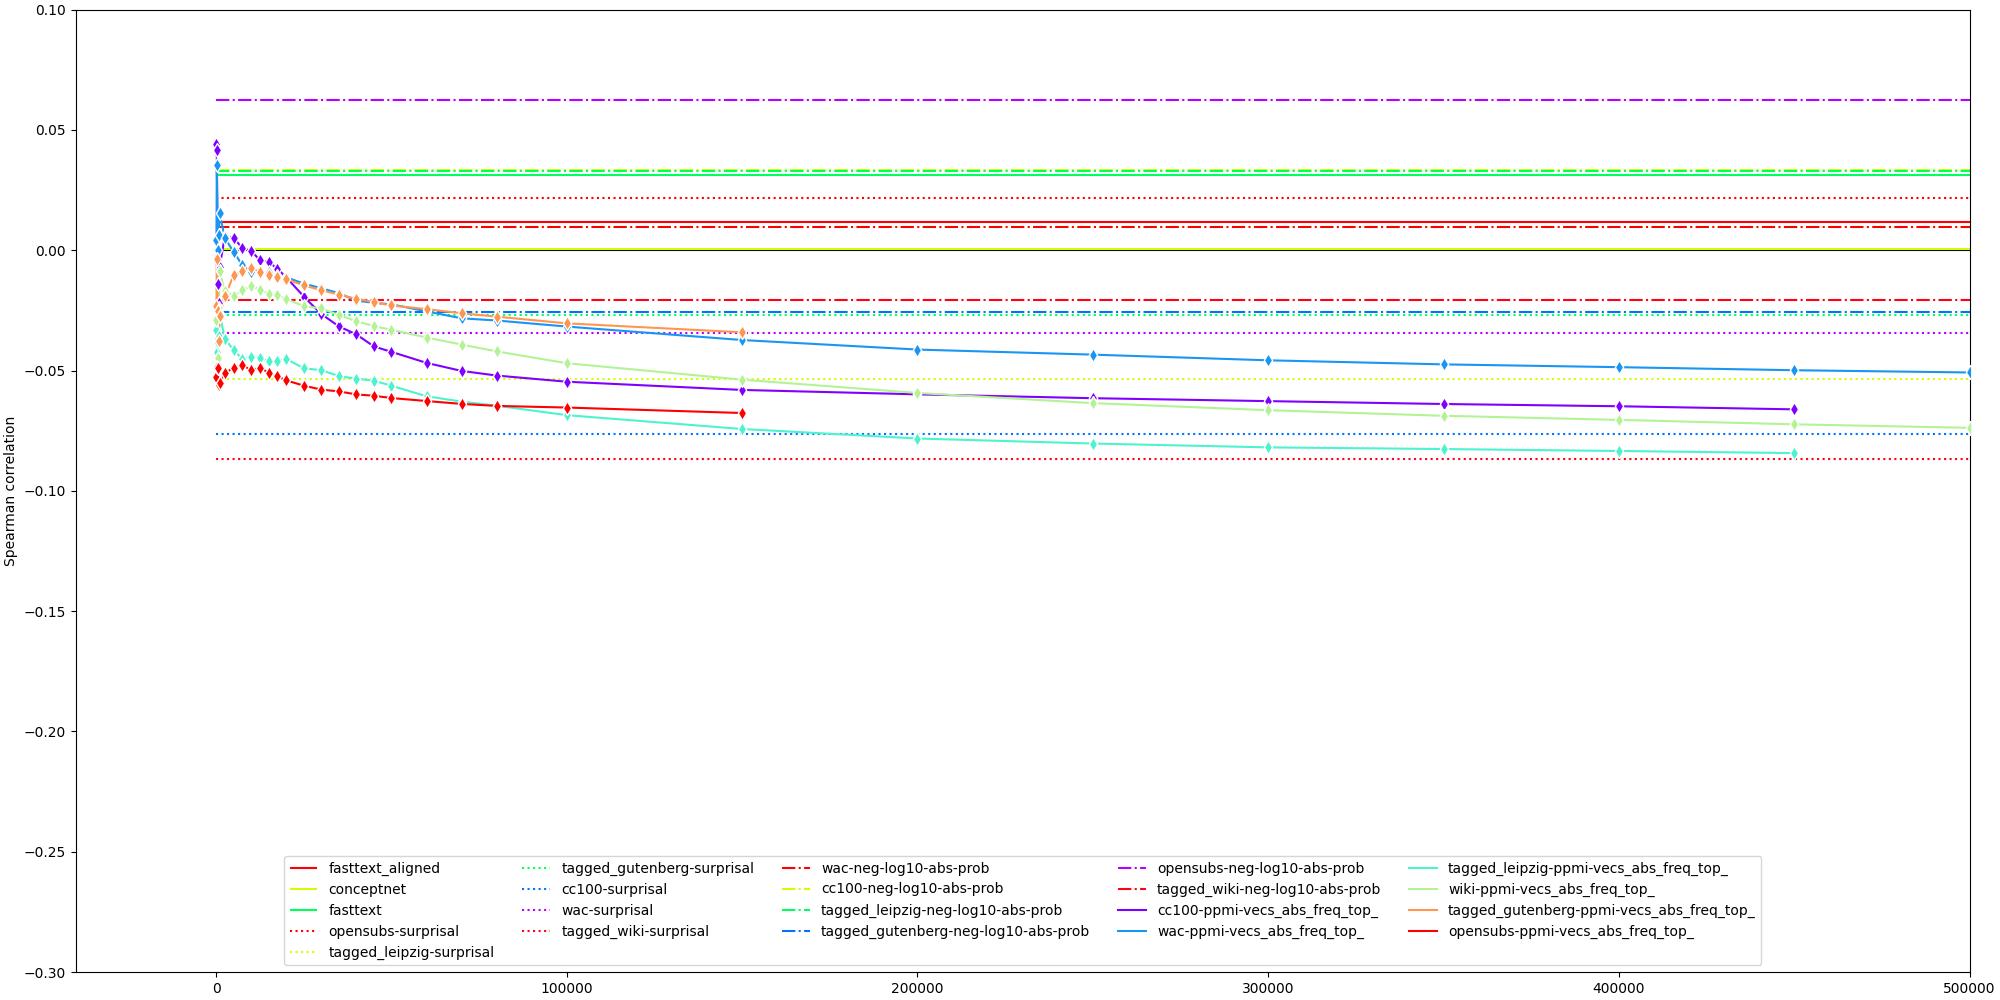 0.10
0.05
0.00
−0.05
−0.10
−0.15
−0.20
−0.25
−0.30
Spearman correlation
fasttext_aligned
conceptnet
fasttext
opensubs-surprisal
tagged_leipzig-surprisal
tagged_gutenberg-surprisal
cc100-surprisal
wac-surprisal
tagged_wiki-surprisal
wac-neg-log10-abs-prob
cc100-neg-log10-abs-prob
tagged_leipzig-neg-log10-abs-prob
tagged_gutenberg-neg-log10-abs-prob
opensubs-neg-log10-abs-prob
tagged_wiki-neg-log10-abs-prob
cc100-ppmi-vecs_abs_freq_top_
wac-ppmi-vecs_abs_freq_top_
tagged_leipzig-ppmi-vecs_abs_freq_top_
wiki-ppmi-vecs_abs_freq_top_
tagged_gutenberg-ppmi-vecs_abs_freq_top_
opensubs-ppmi-vecs_abs_freq_top_
0 100000 200000 300000 400000 500000